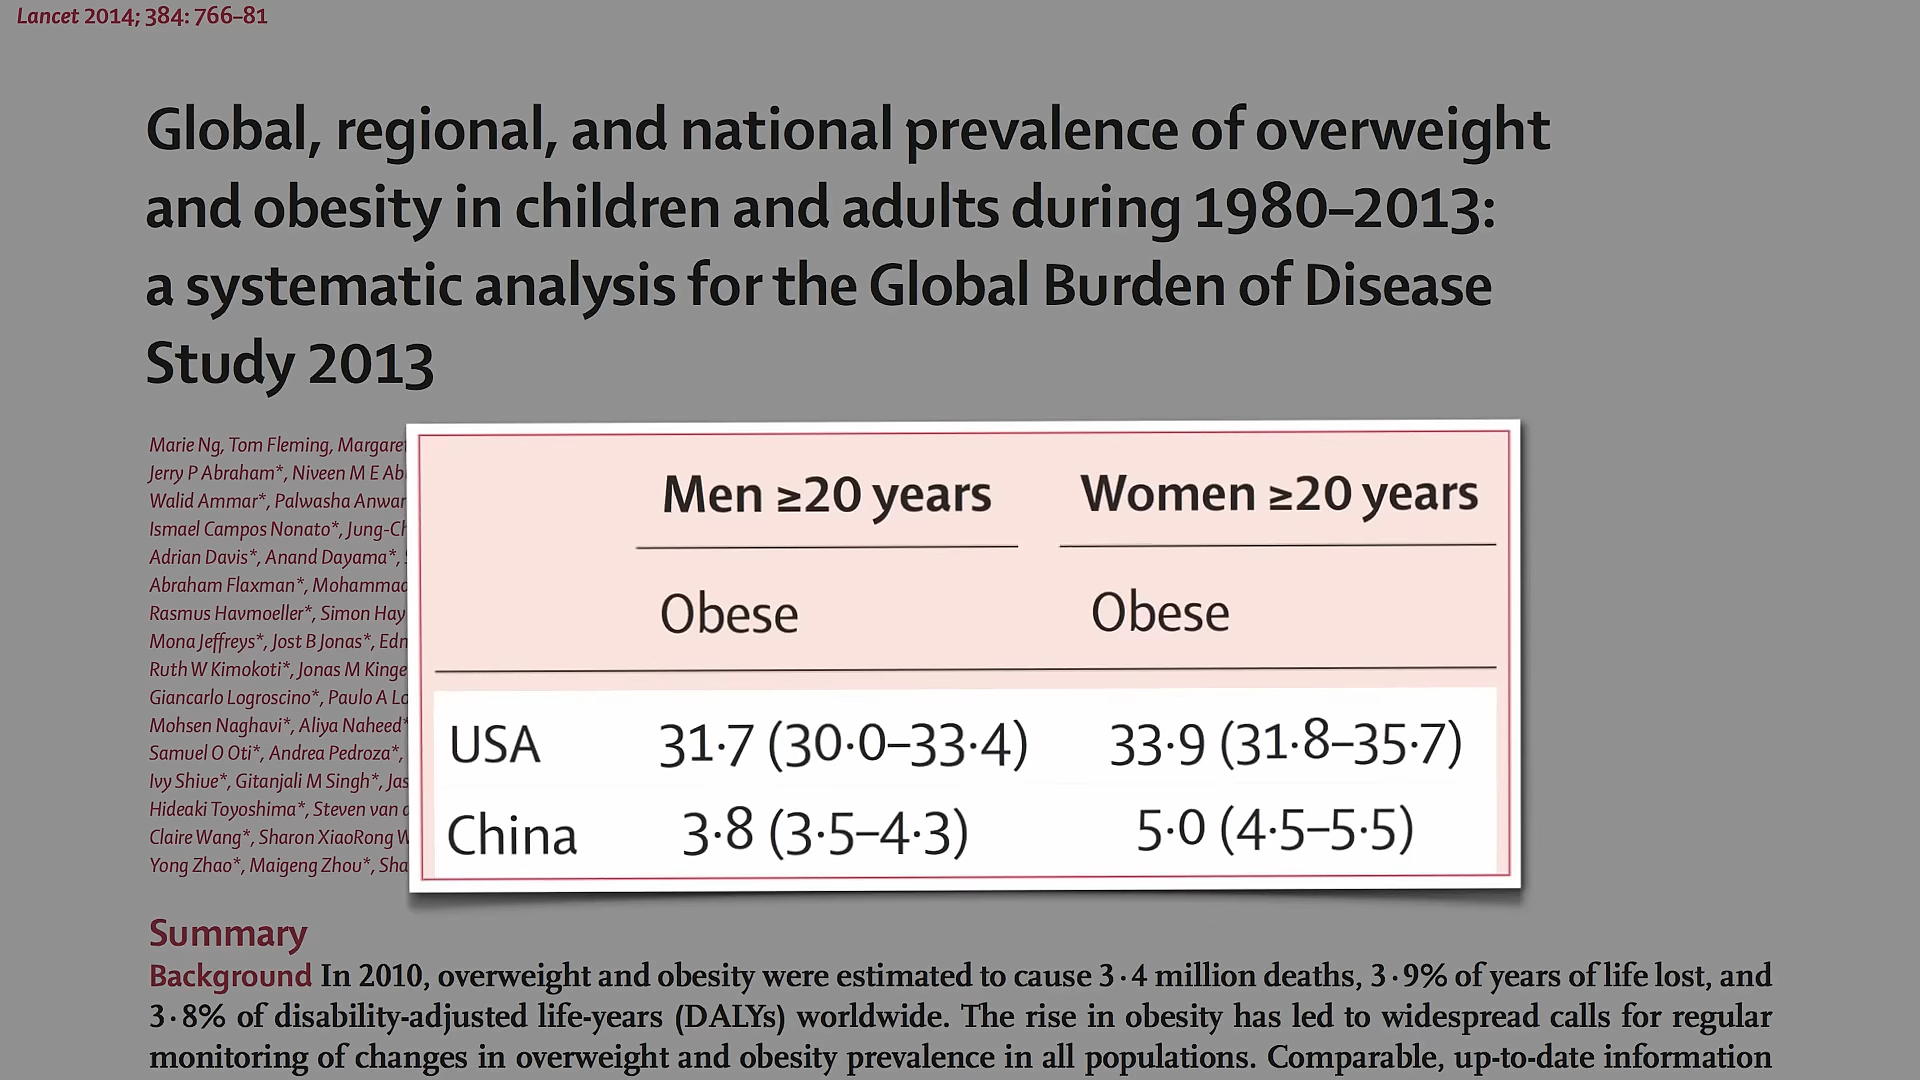 Lancet 2014; 384: 766–81
Global, regional, and national prevalence of overweight
and obesity in children and adults during 1980–2013:
a systematic analysis for the Global Burden of Disease
Study 2013
Marie Ng, Tom Fleming,
Jerry P Abraham*, Niveen M E
Walid Ammar*, Palwasha
Ismael Campos Nonato*,
Adrian Davis*, Anand Dayama*,
Abraham Flaxman*,
Rasmus Havmoeller*, Simon
Mona Jeffreys*, Jost B Jonas*,
Ruth W Kimokoti*, Jonas M
Giancarlo Logroscino*, Paulo A
Mohsen Naghavi*, Aliya Naheed*
Samuel O Oti*, Andrea Pedroza*,
Ivy Shiue*, Gitanjali M Singh*,
Hideaki Toyoshima*, Steven van
Claire Wang*, Sharon XiaoRong
Yong Zhao*, Maigeng Zhou*,
Men ≥20 years Women ≥20 years
Obese Obese
USA 31·7 (30·0–33·4) 33·9 (31·8–35·7)
China 3·8 (3·5–4·3) 5·0 (4·5–5·5)
Summary
Background In 2010, overweight and obesity were estimated to cause 3·4 million deaths, 3·9% of years of life lost, and
3·8% of disability-adjusted life-years (DALYs) worldwide. The rise in obesity has led to widespread calls for regular
monitoring of changes in overweight and obesity prevalence in all populations. Comparable, up-to-date information